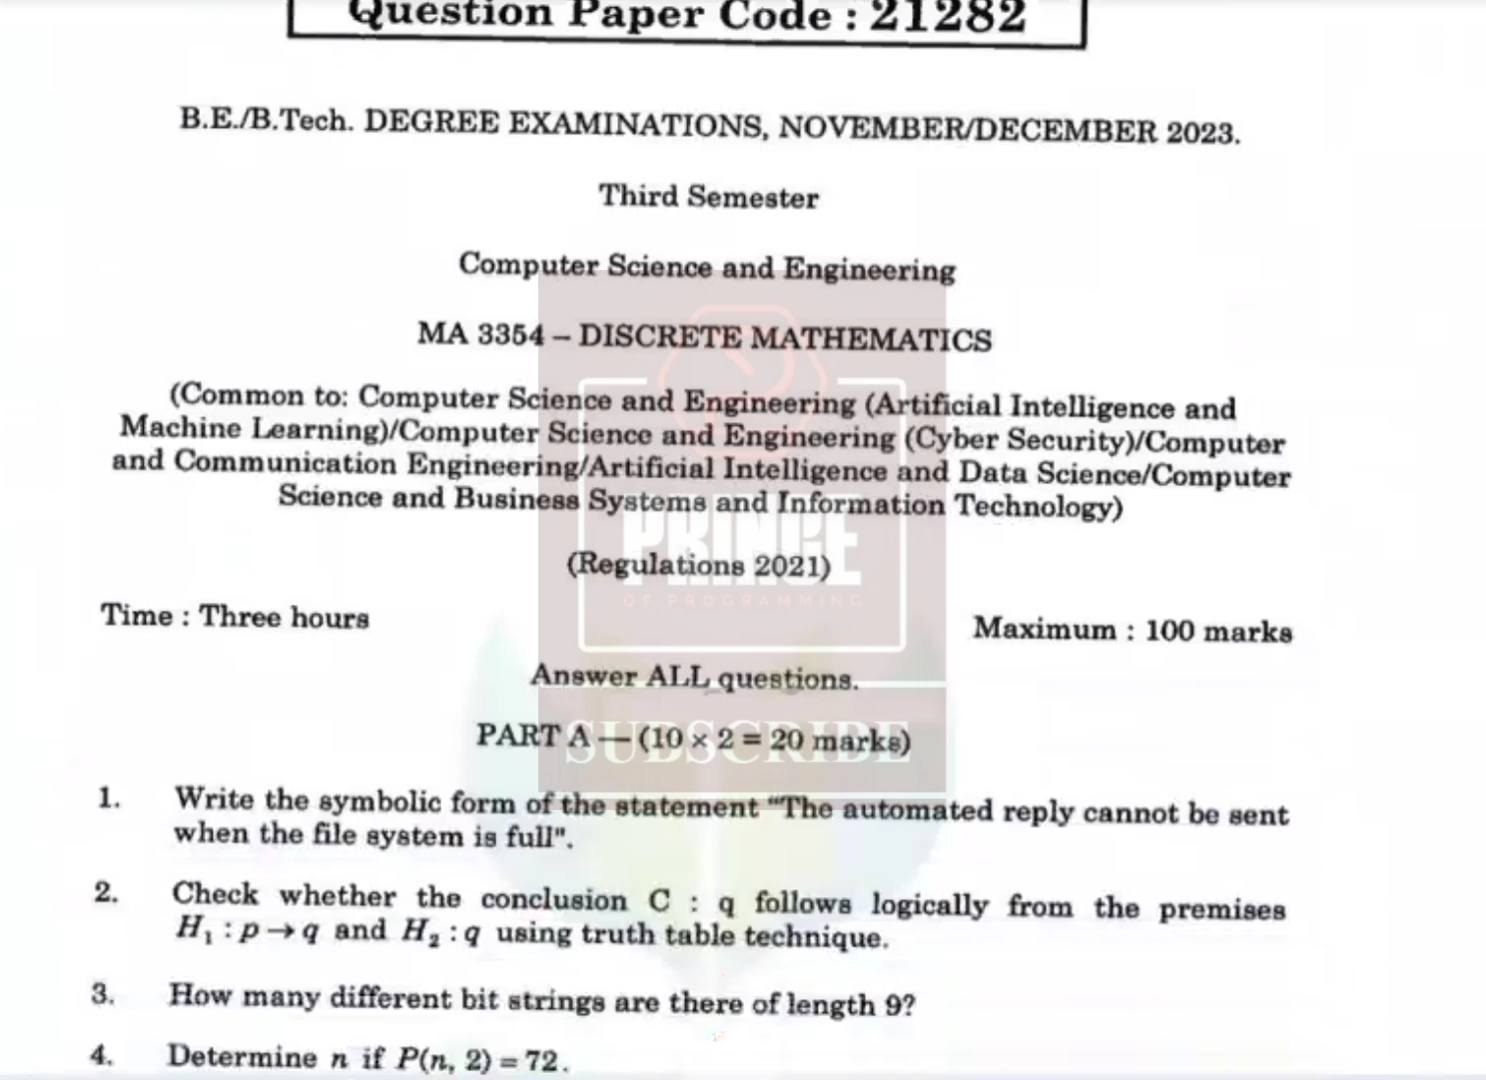 Question Paper Code : 21282
B.E./B.Tech. DEGREE EXAMINATIONS, NOVEMBER/DECEMBER 2023.
Third Semester
Computer Science and Engineering
MA 3354 – DISCRETE MATHEMATICS
(Common to: Computer Science and Engineering (Artificial Intelligence and
Machine Learning)/Computer Science and Engineering (Cyber Security)/Computer
and Communication Engineering/Artificial Intelligence and Data Science/Computer
Science and Business Systems and Information Technology)
PRINCE
(Regulations 2021)
OF PROGRAMMING
Time : Three hours
Maximum : 100 marks
Answer ALL questions.
SUBSCRIBE
PART A — (10 × 2 = 20 marks)
1. Write the symbolic form of the statement "The automated reply cannot be sent
when the file system is full".
2. Check whether the conclusion C : q follows logically from the premises
H₁ : p → q and H₂ : q using truth table technique.
3. How many different bit strings are there of length 9?
4. Determine n if P(n, 2) = 72.